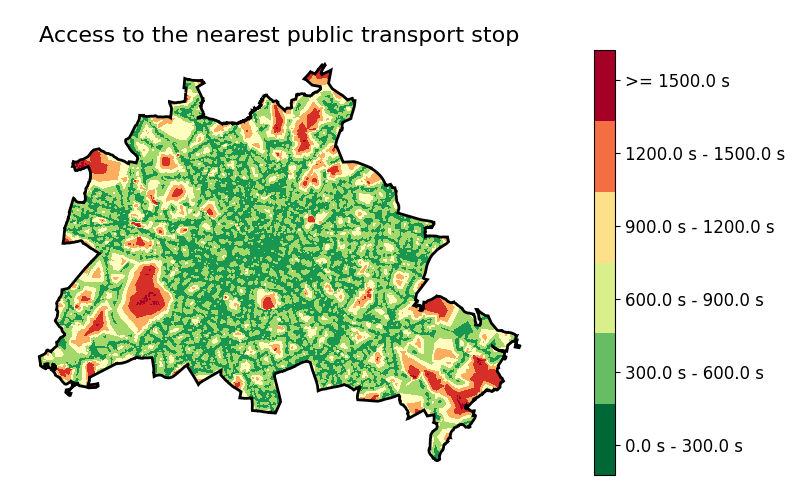 Access to the nearest public transport stop
>= 1500.0 s
1200.0 s - 1500.0 s
900.0 s - 1200.0 s
600.0 s - 900.0 s
300.0 s - 600.0 s
0.0 s - 300.0 s